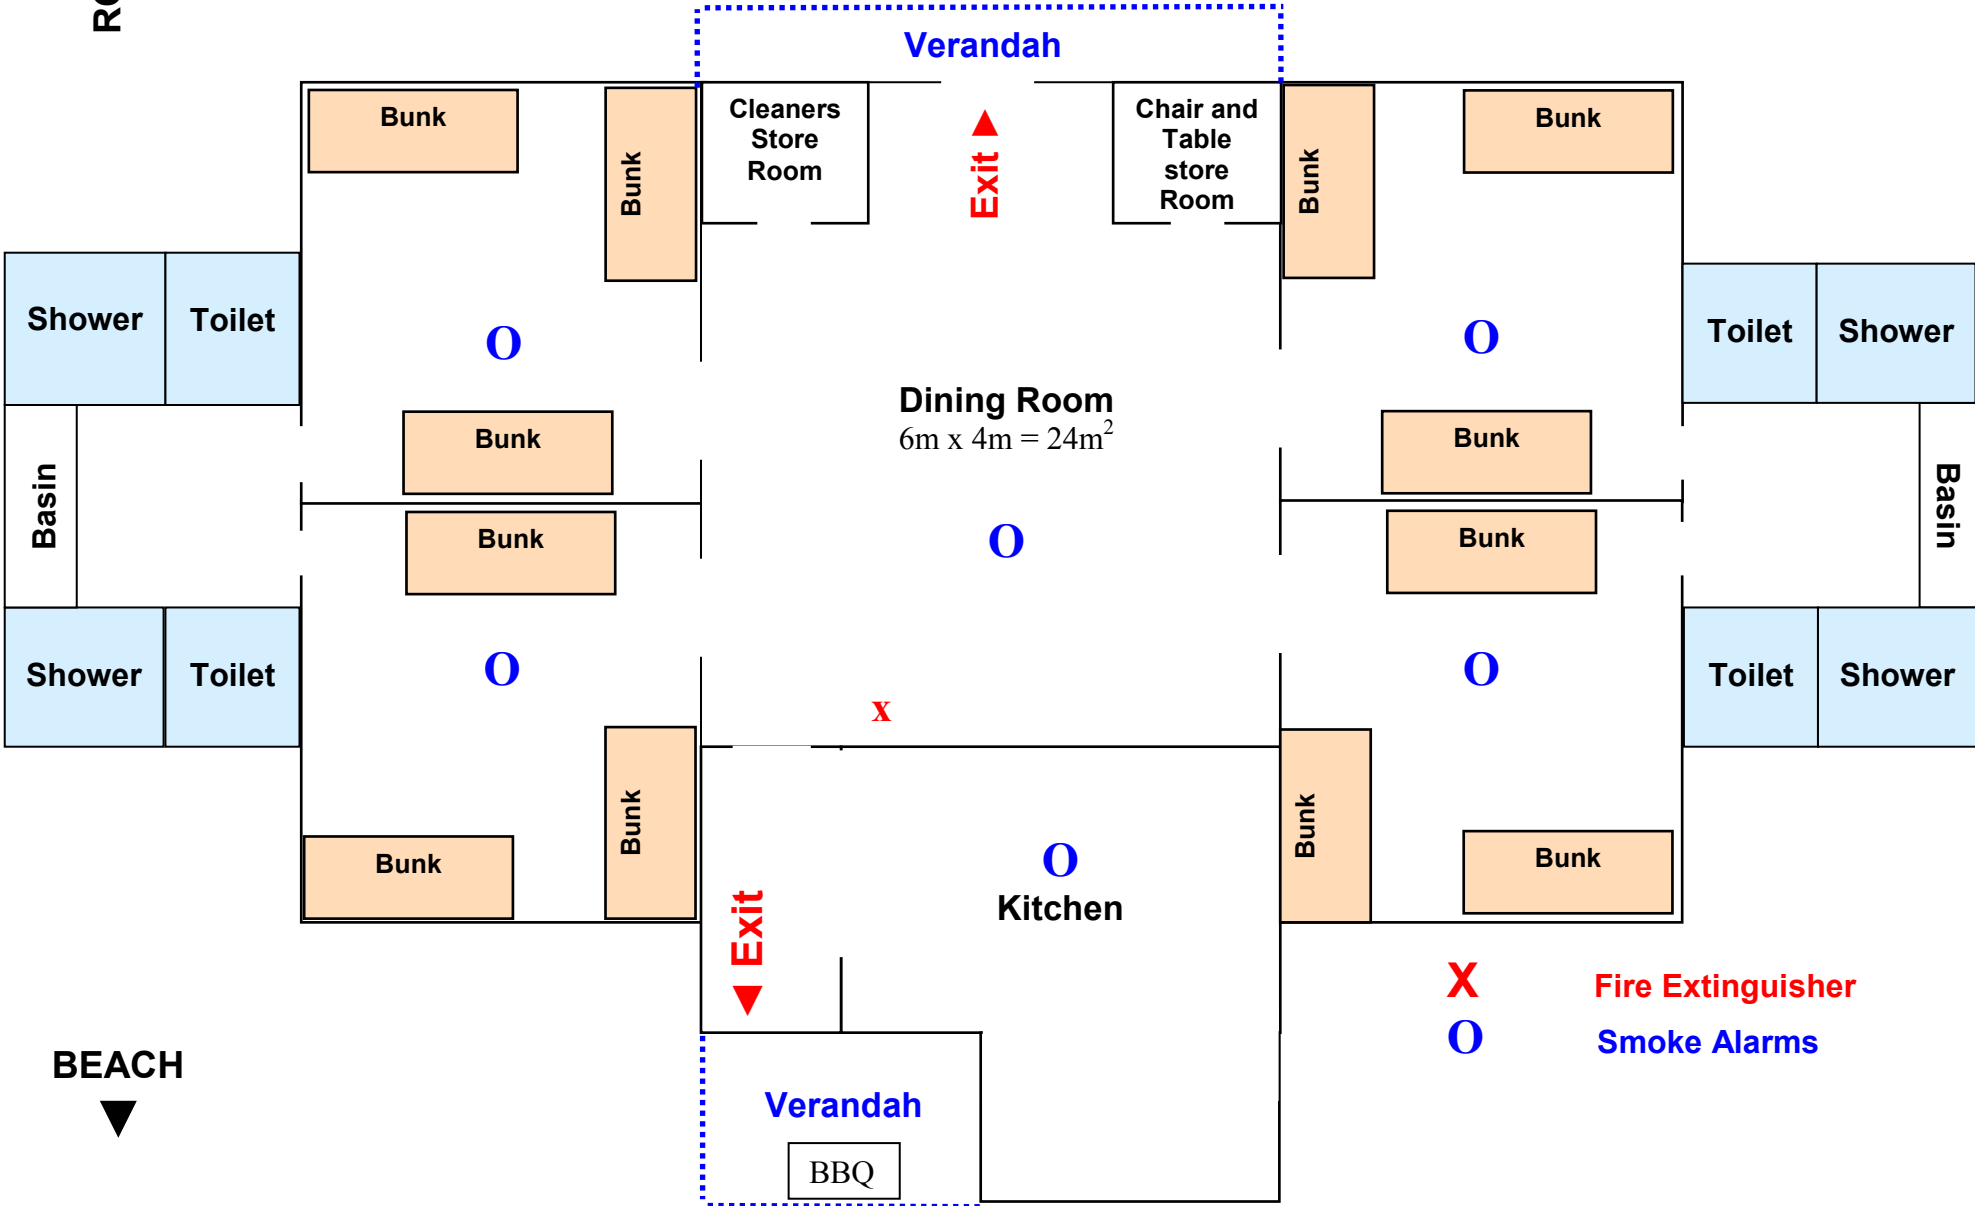 Verandah
Bunk
Bunk
Cleaners
Store
Room
Exit
Chair and
Table
store
Room
Bunk
Bunk
Shower
Toilet
O
O
Toilet
Shower
Dining Room
6m x 4m = 24m²
Bunk
Bunk
Basin
Basin
Bunk
O
Bunk
Shower
Toilet
O
O
Toilet
Shower
x
Bunk
Bunk
Bunk
Bunk
O
Kitchen
Exit
X Fire Extinguisher
O Smoke Alarms
BEACH
Verandah
BBQ